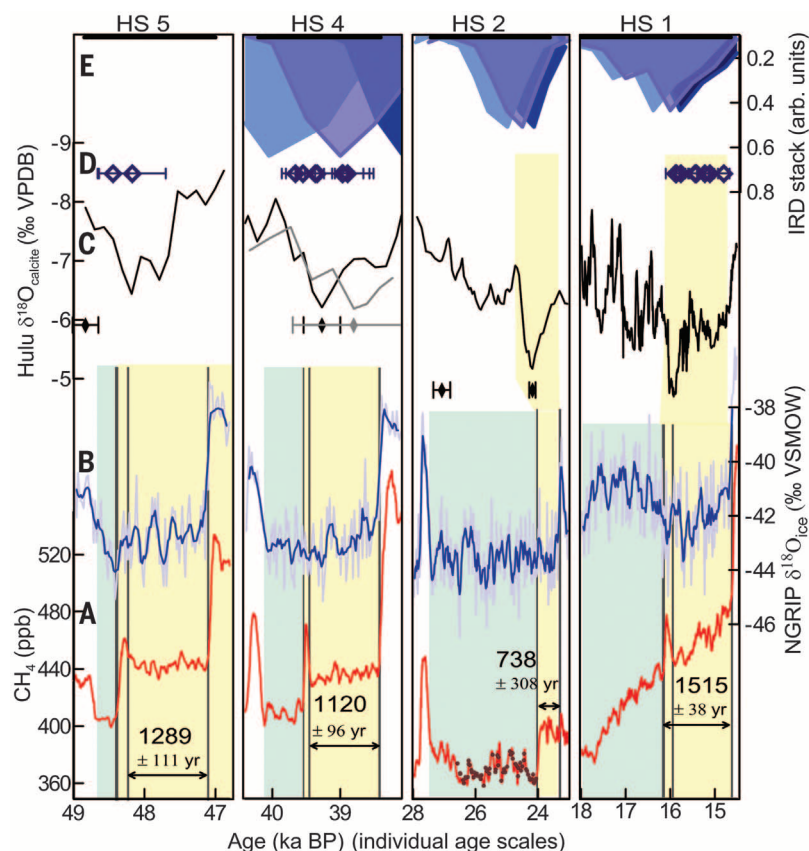 HS 5 HS 4 HS 2 HS 1
E
D
C
B
A
0.2
0.4
0.6
0.8
IRD stack (arb. units)
-9
-8
-7
-6
-5
Hulu δ¹⁸Ocalcite (‰ VPDB)
-38
-40
-42
-44
-46
NGRIP δ¹⁸Oice (‰ VSMOW)
520
480
440
400
360
CH₄ (ppb)
1289
± 111 yr
1120
± 96 yr
738
± 308 yr
1515
± 38 yr
49 48 47 40 39 28 26 24 18 17 16 15
Age (ka BP) (individual age scales)